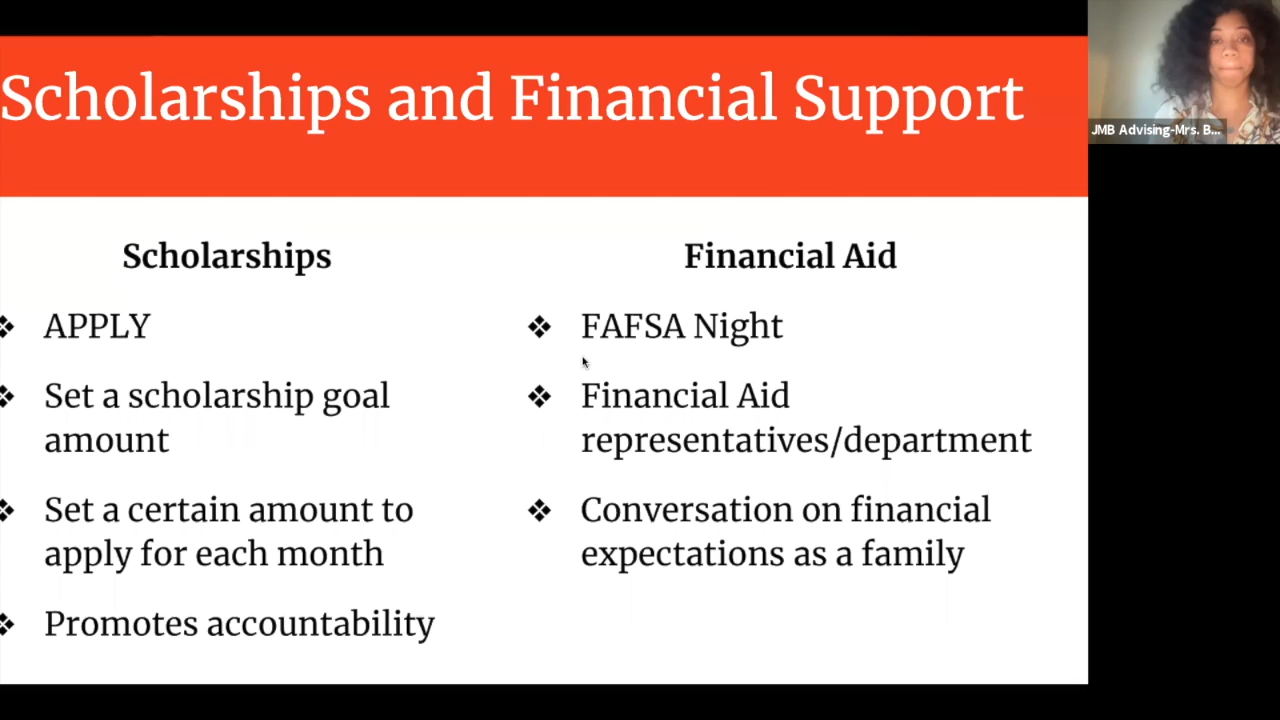 Scholarships and Financial Support
JMB Advising-Mrs. B...
Scholarships
APPLY
Set a scholarship goal
amount
Set a certain amount to
apply for each month
Promotes accountability
Financial Aid
FAFSA Night
Financial Aid
representatives/department
Conversation on financial
expectations as a family